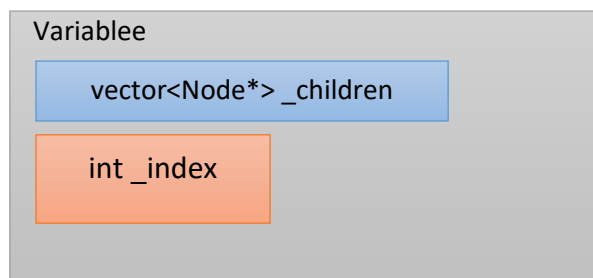 Variablee
vector<Node*> _children
int _index